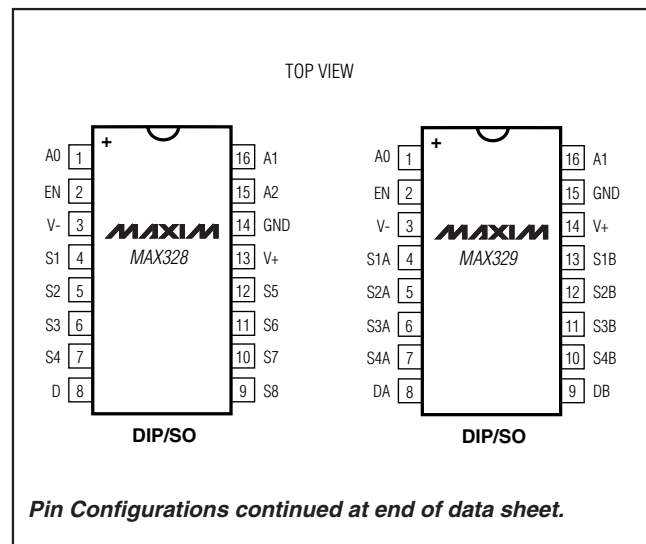 TOP VIEW
+
A0 1 16 A1
EN 2 15 A2
V- 3 14 GND
MAXIM
MAX328
S1 4 13 V+
S2 5 12 S5
S3 6 11 S6
S4 7 10 S7
D 8 9 S8
DIP/SO
+
A0 1 16 A1
EN 2 15 GND
V- 3 14 V+
MAXIM
MAX329
S1A 4 13 S1B
S2A 5 12 S2B
S3A 6 11 S3B
S4A 7 10 S4B
DA 8 9 DB
DIP/SO
Pin Configurations continued at end of data sheet.